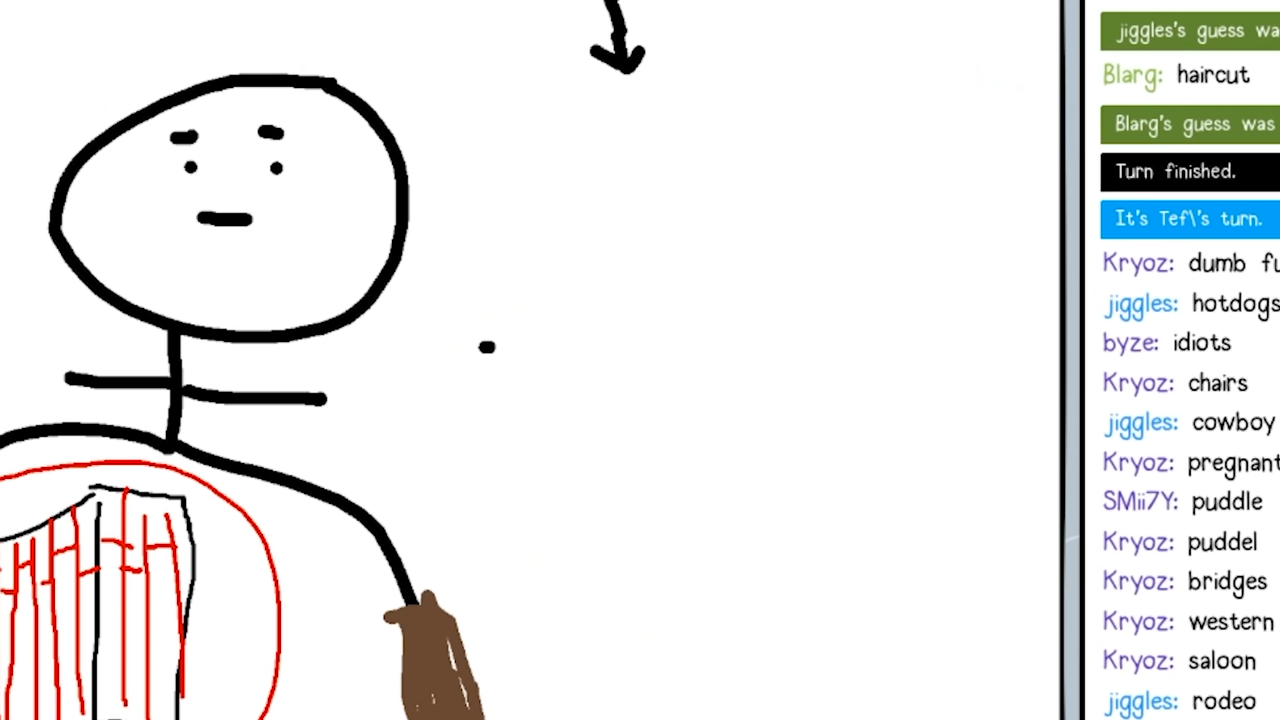 jiggles's guess wa
Blarg: haircut
Blarg's guess was
Turn finished.
It's Tef\'s turn.
Kryoz: dumb fu
jiggles: hotdogs
byze: idiots
Kryoz: chairs
jiggles: cowboy
Kryoz: pregnant
SMii7Y: puddle
Kryoz: puddel
Kryoz: bridges
Kryoz: western
Kryoz: saloon
jiggles: rodeo